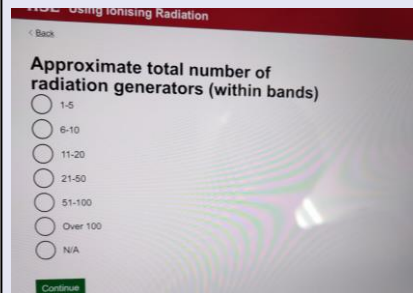 HSE Using Ionising Radiation
< Back
Approximate total number of
radiation generators (within bands)
1-5
6-10
11-20
21-50
51-100
Over 100
N/A
Continue